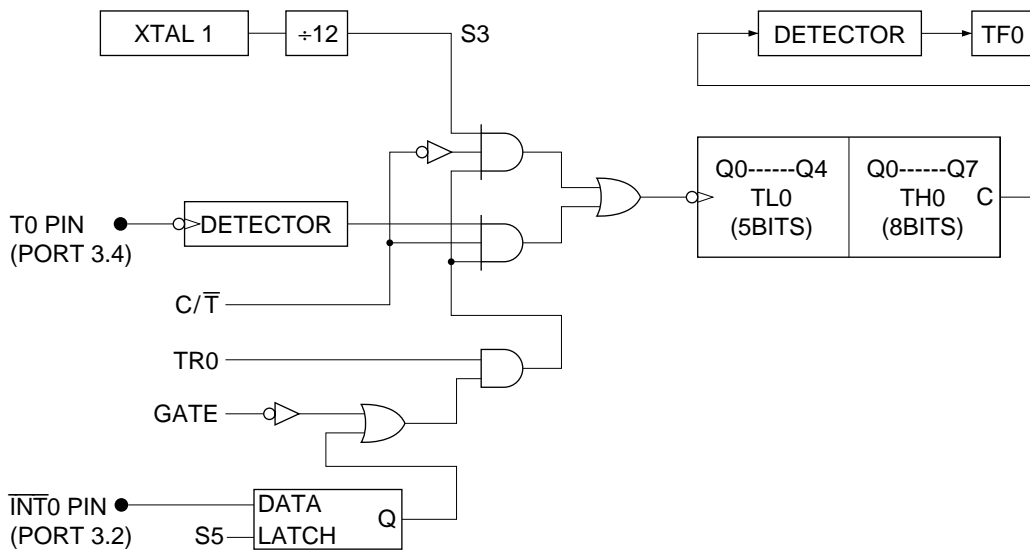 XTAL 1
÷12
S3
DETECTOR
TF0
Q0------Q4
TL0
(5BITS)
Q0------Q7
TH0
(8BITS)
C
T0 PIN
(PORT 3.4)
DETECTOR
C/T̅
TR0
GATE
I̅N̅T̅0 PIN
(PORT 3.2)
DATA
LATCH
Q
S5